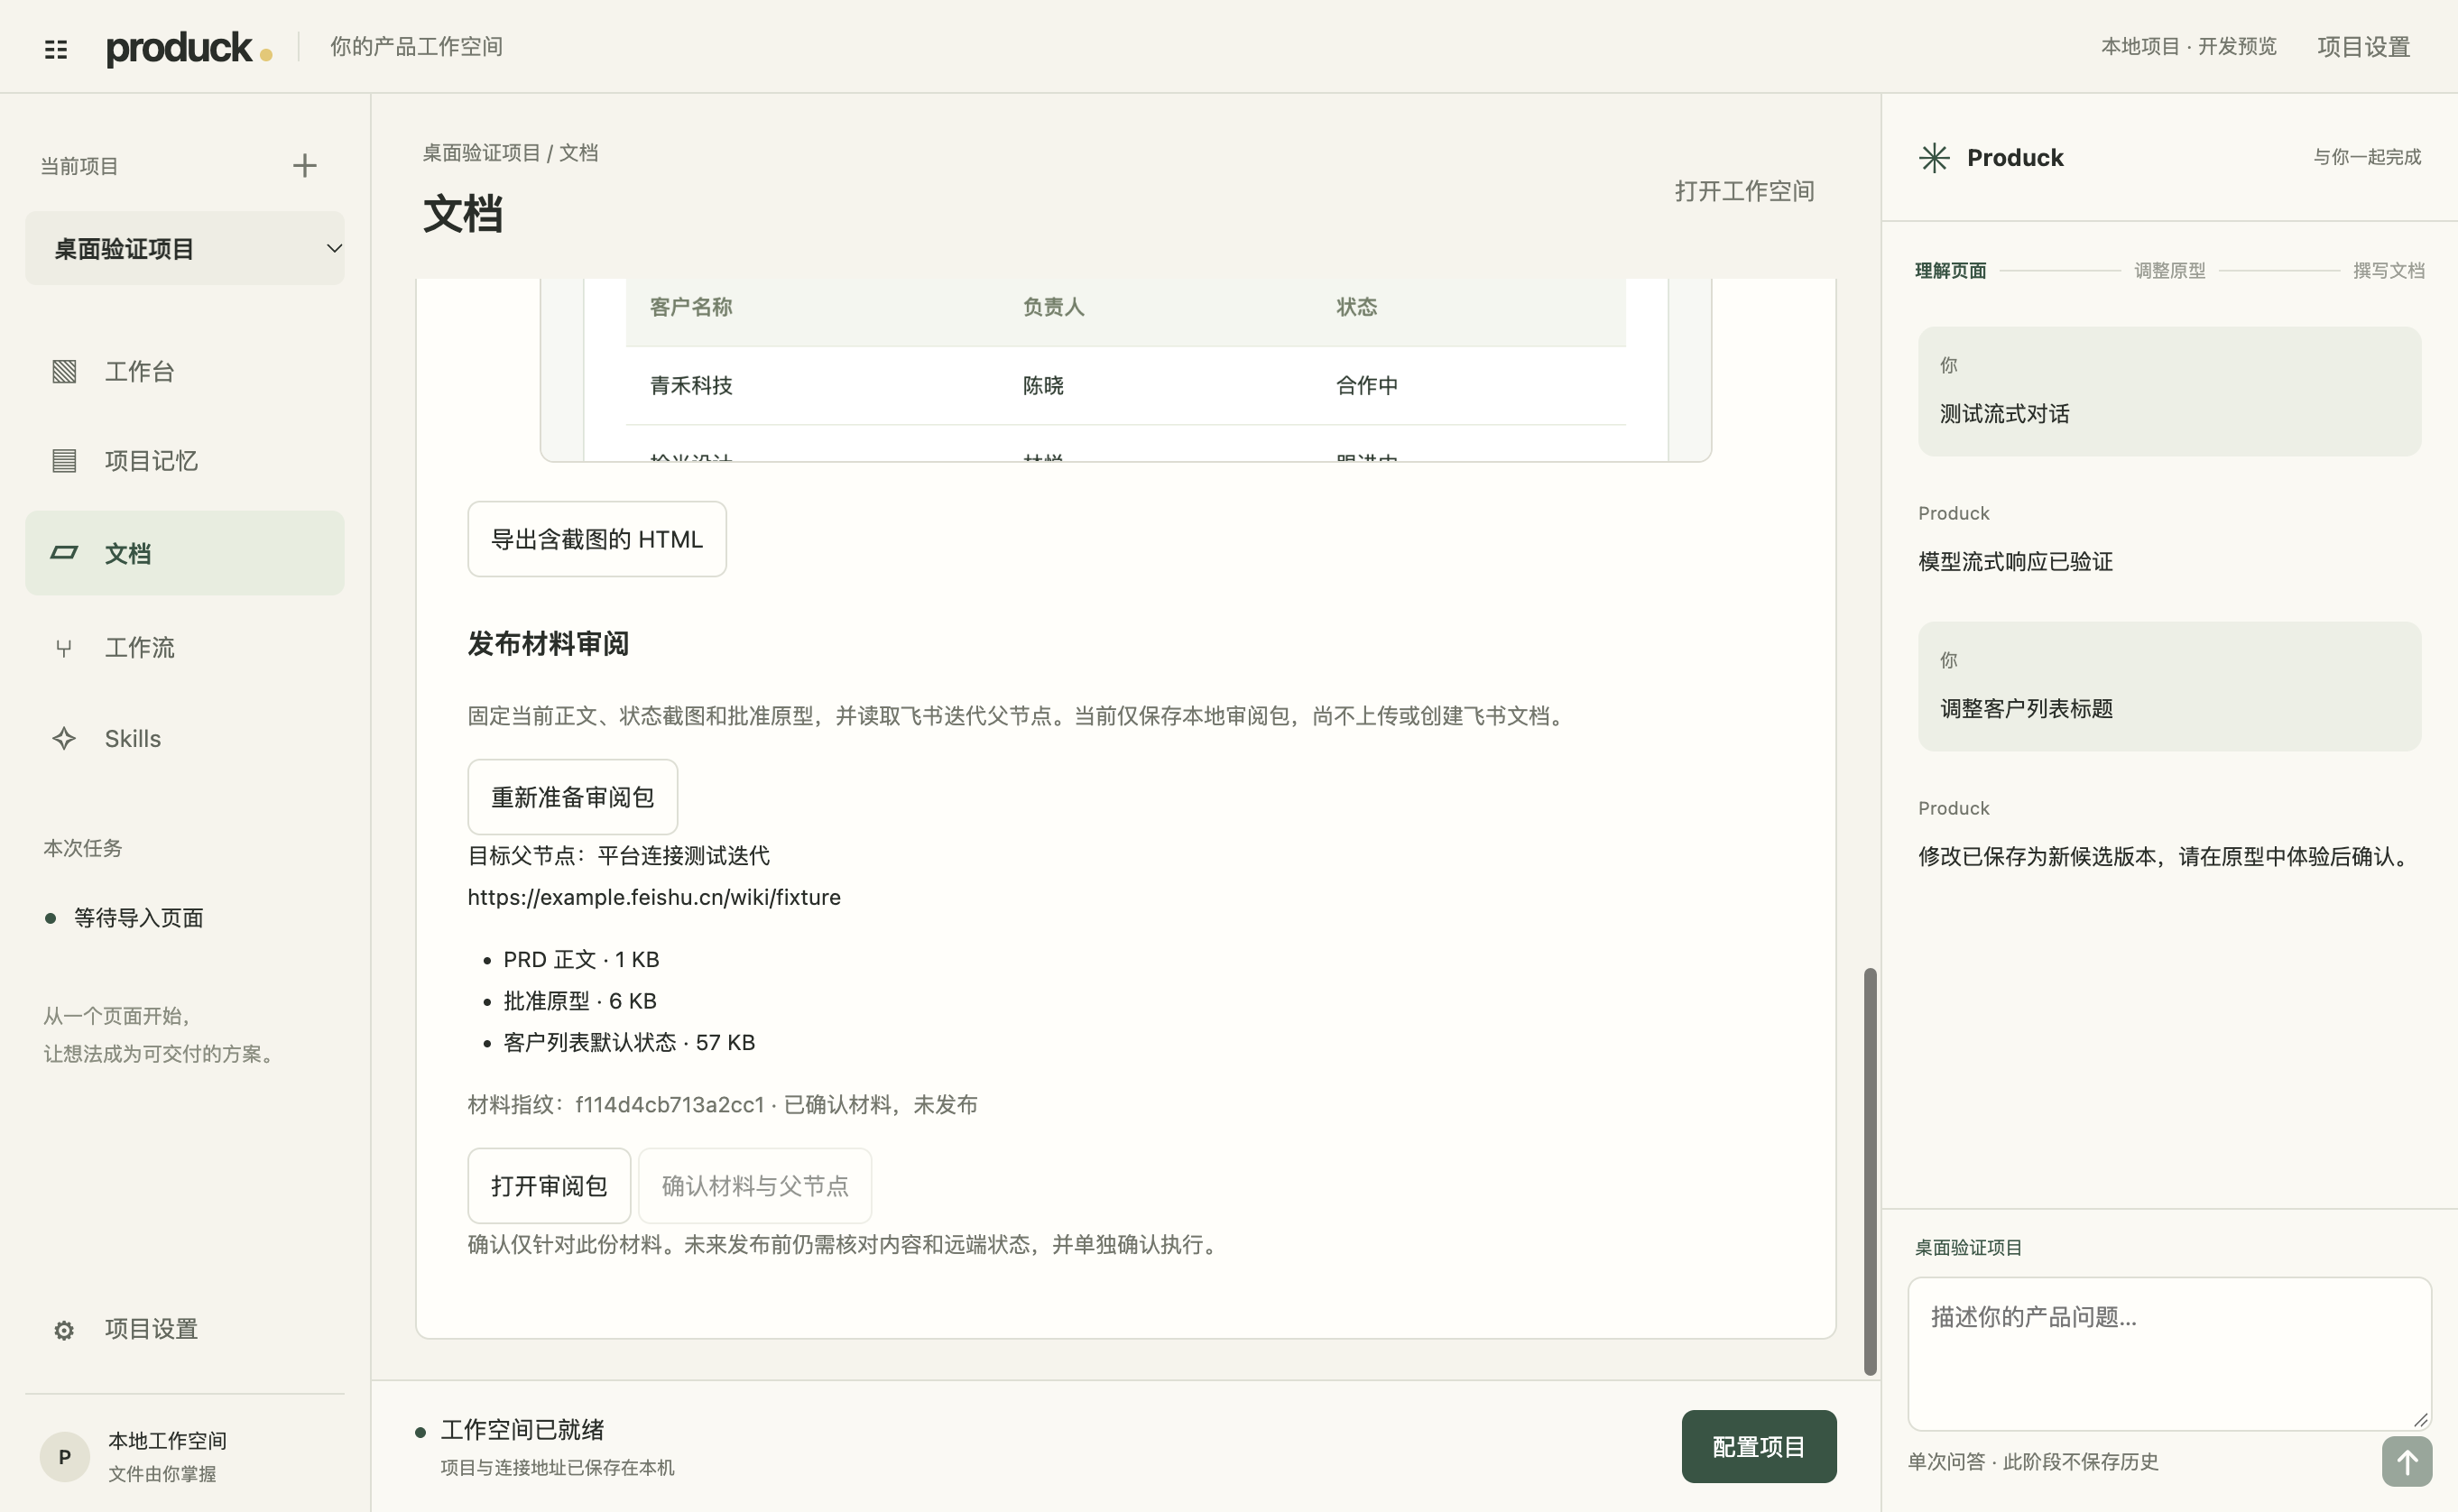 produck.
你的产品工作空间
本地项目 · 开发预览
项目设置
当前项目
桌面验证项目
工作台
项目记忆
文档
工作流
Skills
本次任务
等待导入页面
从一个页面开始，
让想法成为可交付的方案。
项目设置
P
本地工作空间
文件由你掌握
桌面验证项目 / 文档
文档
打开工作空间
客户名称 负责人 状态
青禾科技 陈晓 合作中
导出含截图的 HTML
发布材料审阅
固定当前正文、状态截图和批准原型，并读取飞书迭代父节点。当前仅保存本地审阅包，尚不上传或创建飞书文档。
重新准备审阅包
目标父节点：平台连接测试迭代
https://example.feishu.cn/wiki/fixture
• PRD 正文 · 1 KB
• 批准原型 · 6 KB
• 客户列表默认状态 · 57 KB
材料指纹：f114d4cb713a2cc1 · 已确认材料，未发布
打开审阅包
确认材料与父节点
确认仅针对此份材料。未来发布前仍需核对内容和远端状态，并单独确认执行。
工作空间已就绪
项目与连接地址已保存在本机
配置项目
Produck
与你一起完成
理解页面
调整原型
撰写文档
你
测试流式对话
Produck
模型流式响应已验证
你
调整客户列表标题
Produck
修改已保存为新候选版本，请在原型中体验后确认。
桌面验证项目
描述你的产品问题...
单次问答 · 此阶段不保存历史